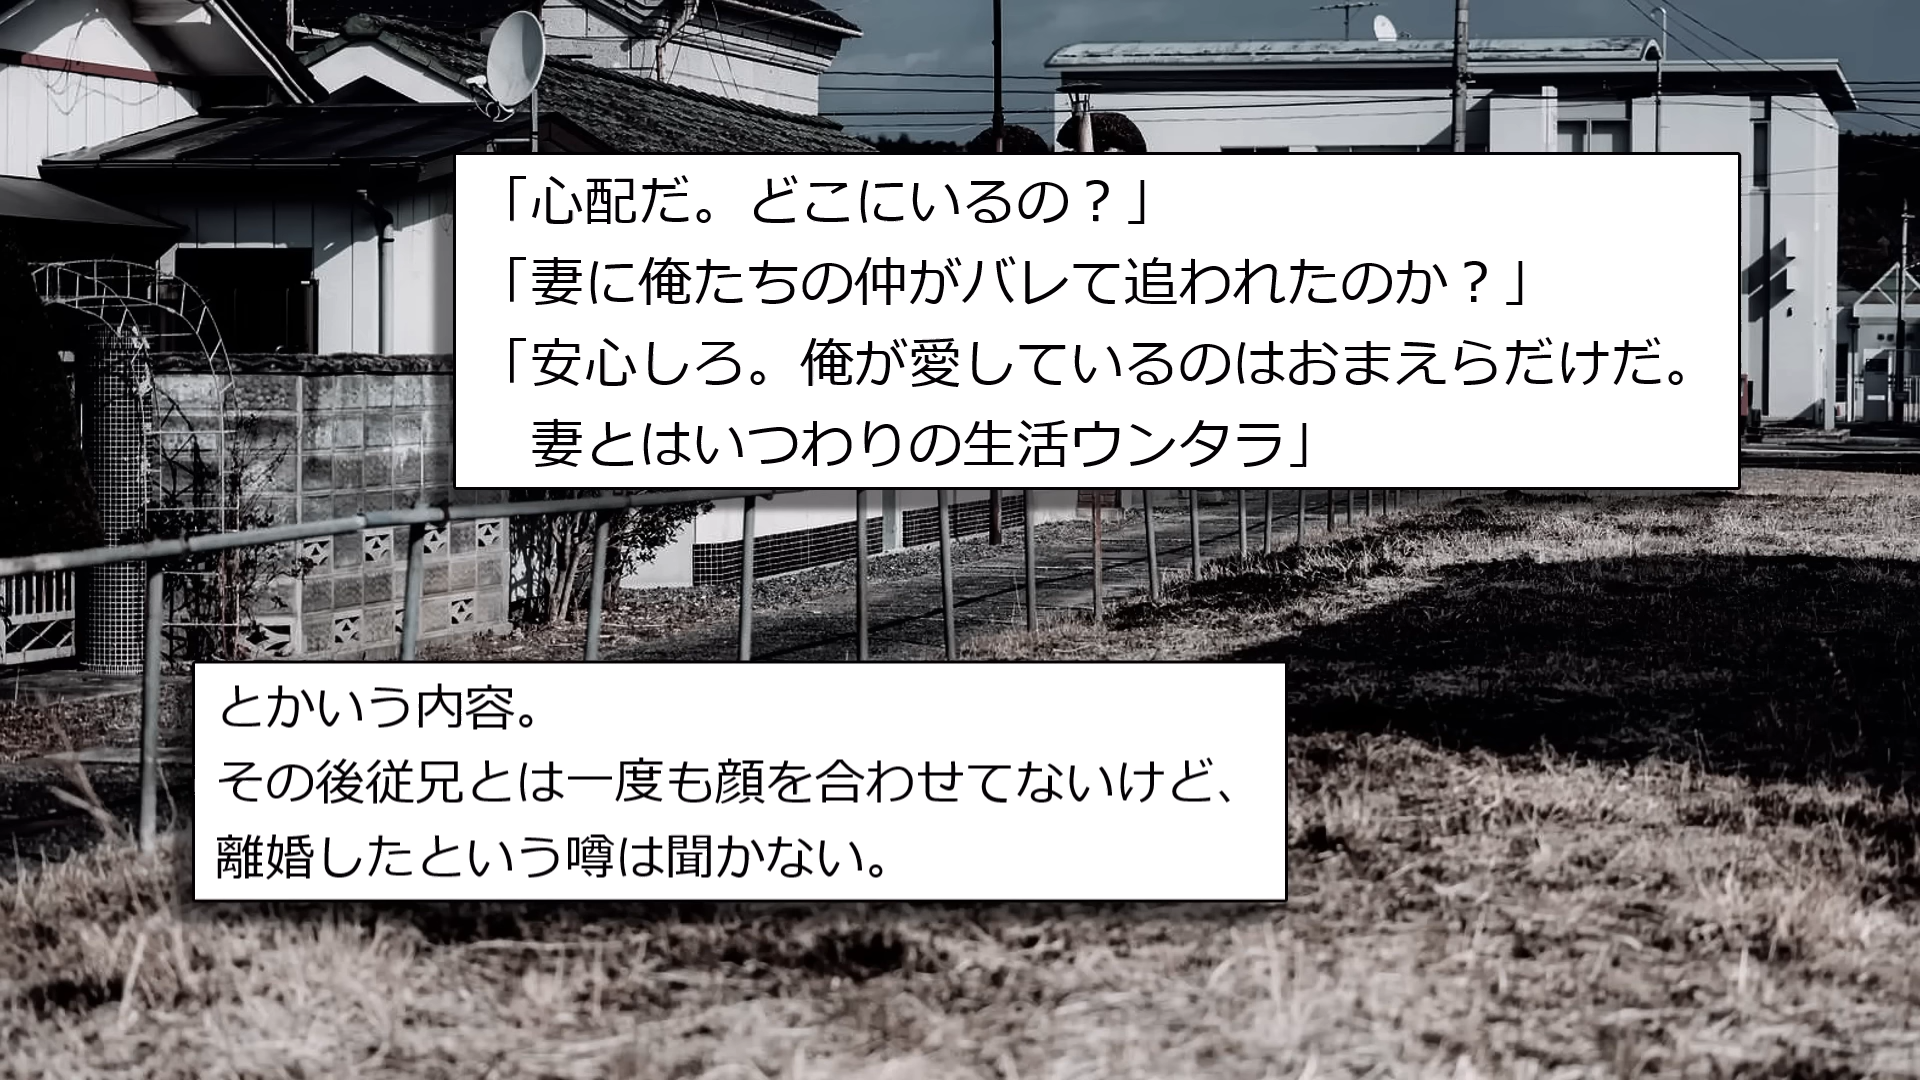 「心配だ。どこにいるの？」
「妻に俺たちの仲がバレて追われたのか？」
「安心しろ。俺が愛しているのはおまえらだけだ。
　妻とはいつわりの生活ウンタラ」
とかいう内容。
その後従兄とは一度も顔を合わせてないけど、
離婚したという噂は聞かない。